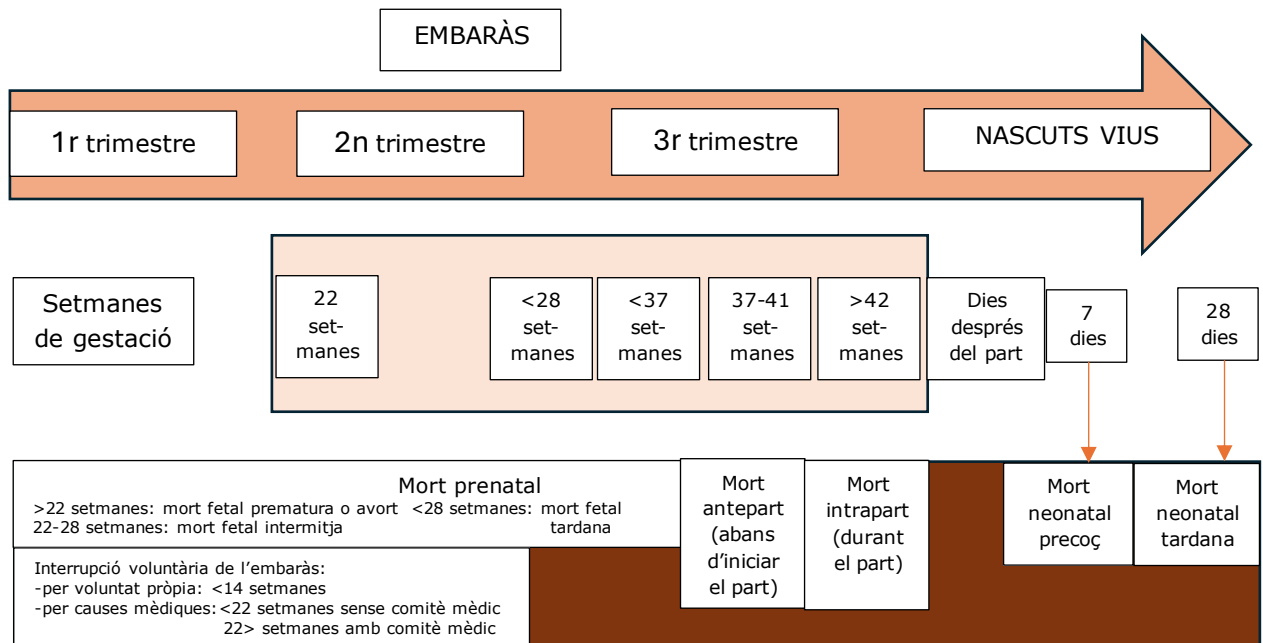 EMBARÀS
1r trimestre
2n trimestre
3r trimestre
NASCUTS VIUS
Setmanes
de gestació
22
set-
manes
<28
set-
manes
<37
set-
manes
37-41
set-
manes
>42
set-
manes
Dies
després
del part
7
dies
28
dies
Mort prenatal
>22 setmanes: mort fetal prematura o avort <28 setmanes: mort fetal
22-28 setmanes: mort fetal intermitja tardana
Mort
antepart
(abans
d’iniciar
el part)
Mort
intrapart
(durant
el part)
Mort
neonatal
precoç
Mort
neonatal
tardana
Interrupció voluntària de l’embaràs:
-per voluntat pròpia: <14 setmanes
-per causes mèdiques: <22 setmanes sense comitè mèdic
22> setmanes amb comitè mèdic